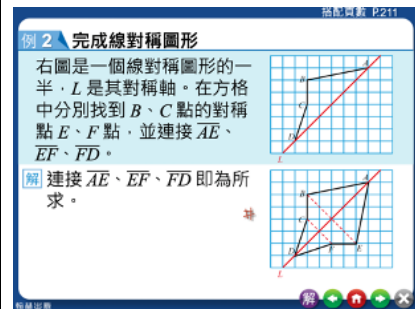 搭配頁數 P.211
例 2 完成線對稱圖形
右圖是一個線對稱圖形的一
半，L 是其對稱軸。在方格
中分別找到 B、C 點的對稱
點 E、F 點，並連接 AE、
EF、FD。
A
B
C
D
L
解 連接 AE、EF、FD 即為所
求。
A
B
C
D
F
E
L
解